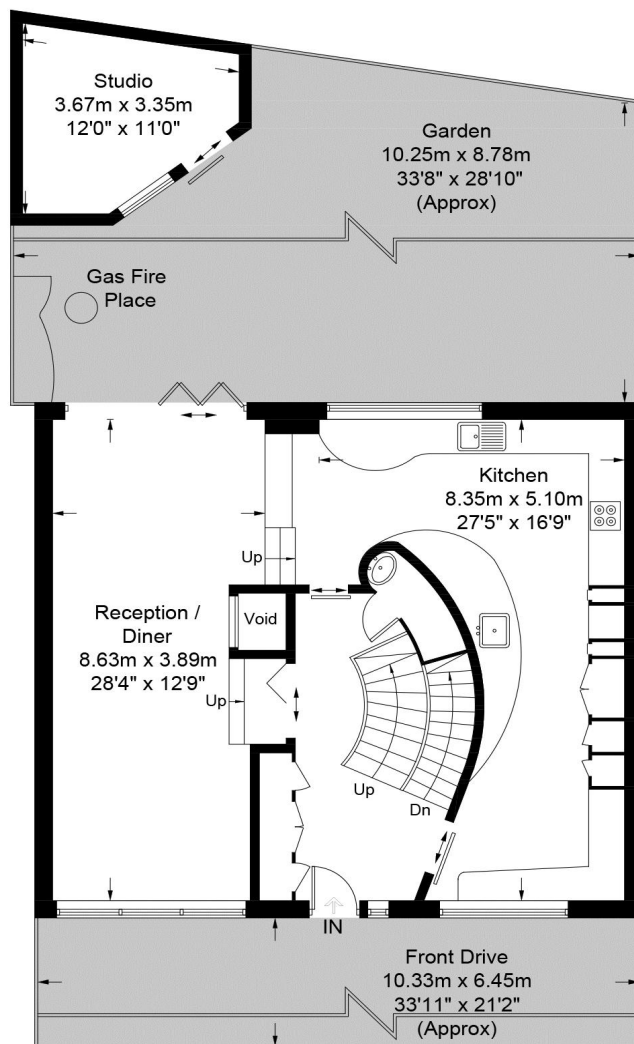 Studio
3.67m x 3.35m
12'0" x 11'0"
Garden
10.25m x 8.78m
33'8" x 28'10"
(Approx)
Gas Fire
Place
Kitchen
8.35m x 5.10m
27'5" x 16'9"
Up
Reception /
Diner
8.63m x 3.89m
28'4" x 12'9"
Void
Up
Up
Dn
IN
Front Drive
10.33m x 6.45m
33'11" x 21'2"
(Approx)